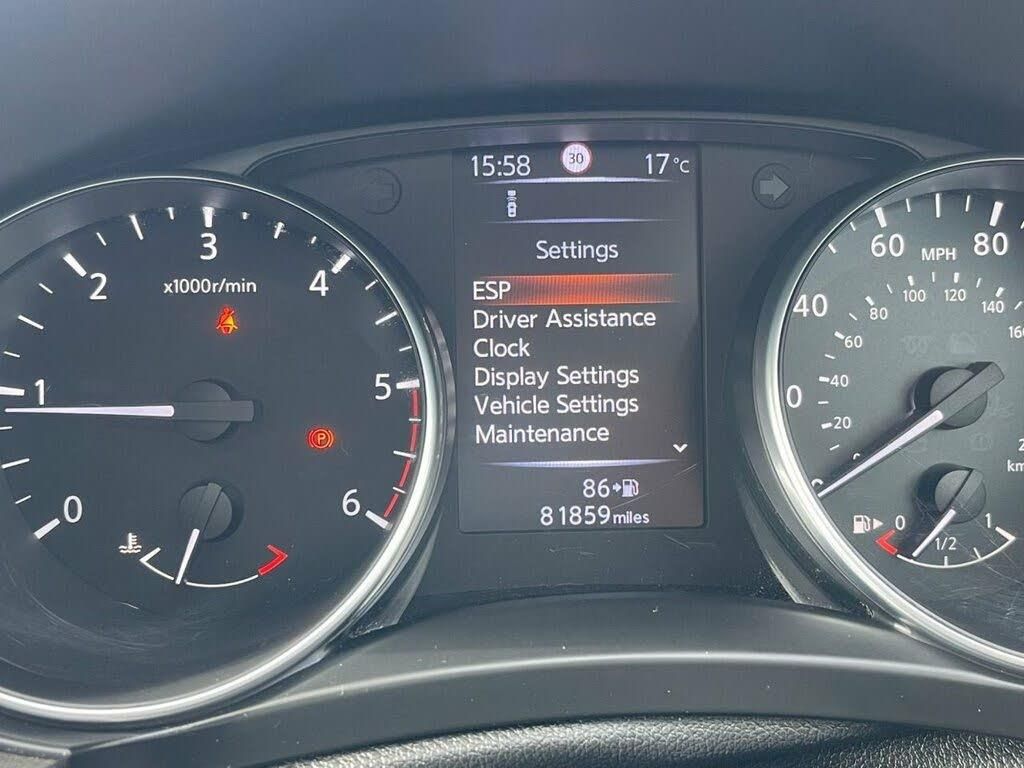 15:58 30 17 °C
Settings
ESP
Driver Assistance
Clock
Display Settings
Vehicle Settings
Maintenance
86
81859 miles
0
1
2
3
4
5
6
x1000r/min
P
40
60
80
MPH
20
40
60
80
100
120
140
0
1/2
1